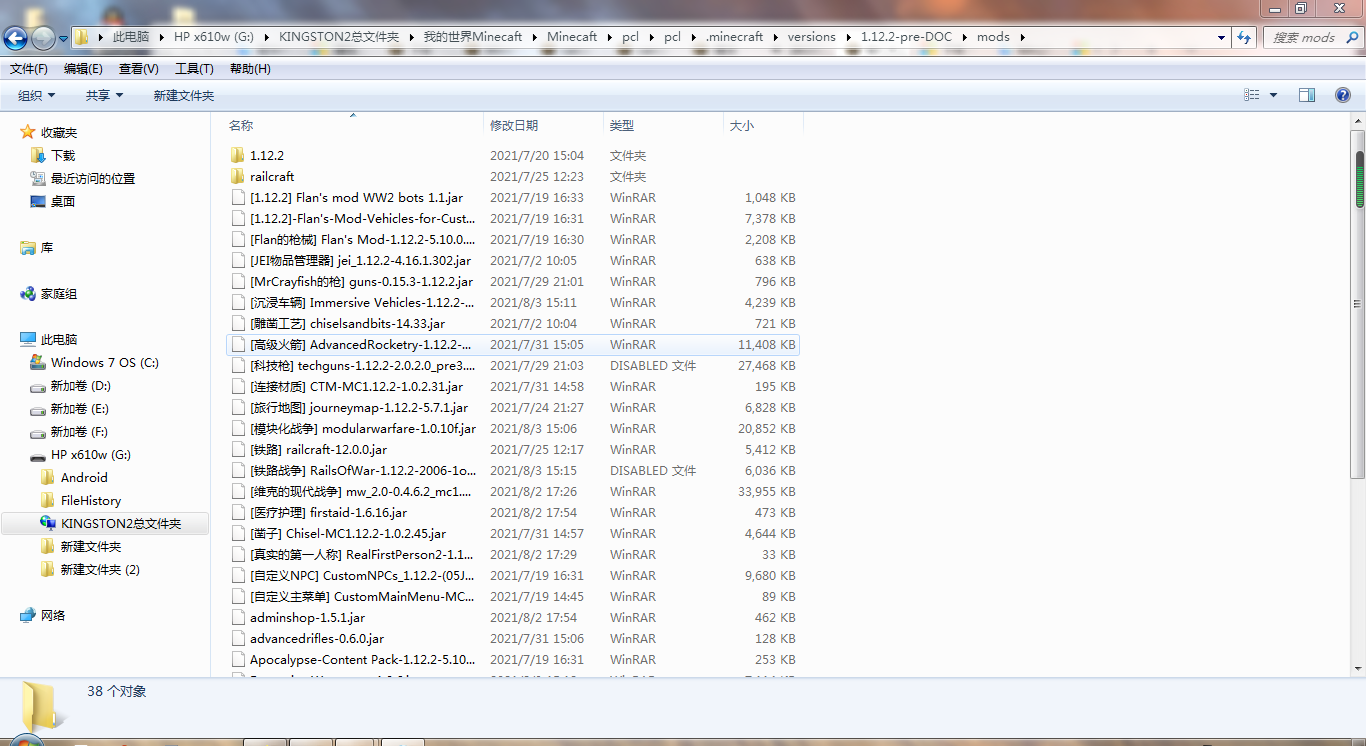 此电脑 HP x610w (G:) KINGSTON2总文件夹 我的世界Minecaft Minecaft pcl pcl .minecraft versions 1.12.2-pre-DOC mods 搜索 mods
文件(F) 编辑(E) 查看(V) 工具(T) 帮助(H)
组织 共享 新建文件夹
收藏夹
下载
最近访问的位置
桌面
库
家庭组
此电脑
Windows 7 OS (C:)
新加卷 (D:)
新加卷 (E:)
新加卷 (F:)
HP x610w (G:)
Android
FileHistory
KINGSTON2总文件夹
新建文件夹
新建文件夹 (2)
网络
名称 修改日期 类型 大小
1.12.2 2021/7/20 15:04 文件夹
railcraft 2021/7/25 12:23 文件夹
[1.12.2] Flan's mod WW2 bots 1.1.jar 2021/7/19 16:33 WinRAR 1,048 KB
[1.12.2]-Flan's-Mod-Vehicles-for-Cust... 2021/7/19 16:31 WinRAR 7,378 KB
[Flan的枪械] Flan's Mod-1.12.2-5.10.0.... 2021/7/19 16:30 WinRAR 2,208 KB
[JEI物品管理器] jei_1.12.2-4.16.1.302.jar 2021/7/2 10:05 WinRAR 638 KB
[MrCrayfish的枪] guns-0.15.3-1.12.2.jar 2021/7/29 21:01 WinRAR 796 KB
[沉浸车辆] Immersive Vehicles-1.12.2-... 2021/8/3 15:11 WinRAR 4,239 KB
[雕凿工艺] chiselsandbits-14.33.jar 2021/7/2 10:04 WinRAR 721 KB
[高级火箭] AdvancedRocketry-1.12.2-... 2021/7/31 15:05 WinRAR 11,408 KB
[科技枪] techguns-1.12.2-2.0.2.0_pre3.... 2021/7/29 21:03 DISABLED 文件 27,468 KB
[连接材质] CTM-MC1.12.2-1.0.2.31.jar 2021/7/31 14:58 WinRAR 195 KB
[旅行地图] journeymap-1.12.2-5.7.1.jar 2021/7/24 21:27 WinRAR 6,828 KB
[模块化战争] modularwarfare-1.0.10f.jar 2021/8/3 15:06 WinRAR 20,852 KB
[铁路] railcraft-12.0.0.jar 2021/7/25 12:17 WinRAR 5,412 KB
[铁路战争] RailsOfWar-1.12.2-2006-1o... 2021/8/3 15:15 DISABLED 文件 6,036 KB
[维克的现代战争] mw_2.0-0.4.6.2_mc1.... 2021/8/2 17:26 WinRAR 33,955 KB
[医疗护理] firstaid-1.6.16.jar 2021/8/2 17:54 WinRAR 473 KB
[凿子] Chisel-MC1.12.2-1.0.2.45.jar 2021/7/31 14:57 WinRAR 4,644 KB
[真实的第一人称] RealFirstPerson2-1.1... 2021/8/2 17:29 WinRAR 33 KB
[自定义NPC] CustomNPCs_1.12.2-(05J... 2021/7/19 16:31 WinRAR 9,680 KB
[自定义主菜单] CustomMainMenu-MC... 2021/7/19 14:45 WinRAR 89 KB
adminshop-1.5.1.jar 2021/8/2 17:54 WinRAR 462 KB
advancedrifles-0.6.0.jar 2021/7/31 15:06 WinRAR 128 KB
Apocalypse-Content Pack-1.12.2-5.10... 2021/7/19 16:31 WinRAR 253 KB
38 个对象